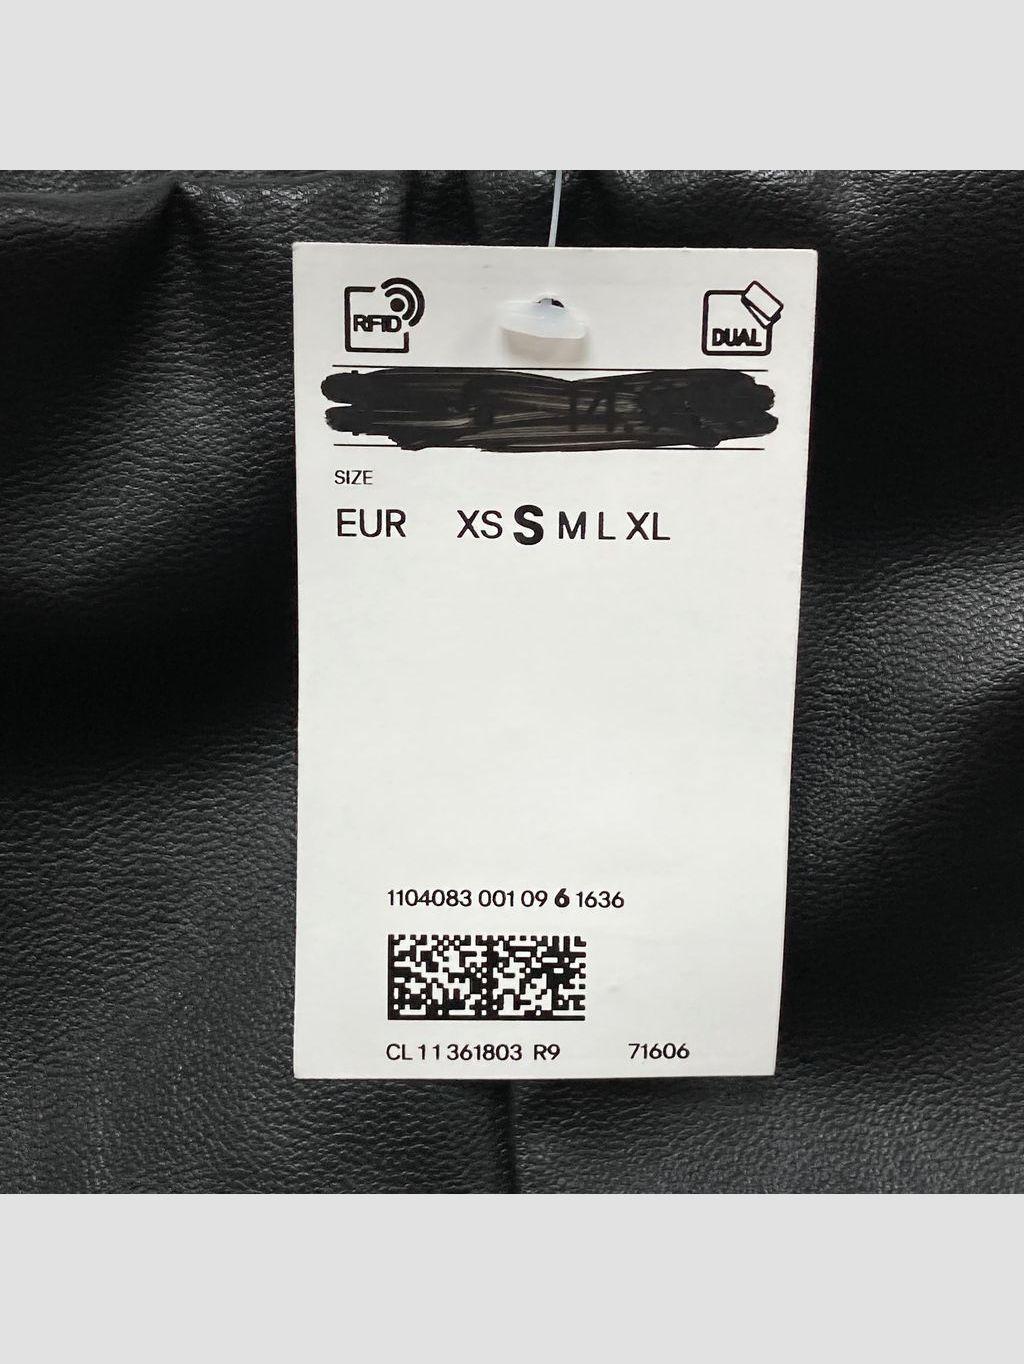 RFID
DUAL
SIZE
EUR XS S M L XL
1104083 001 09 6 1636
CL 11 361803 R9 71606